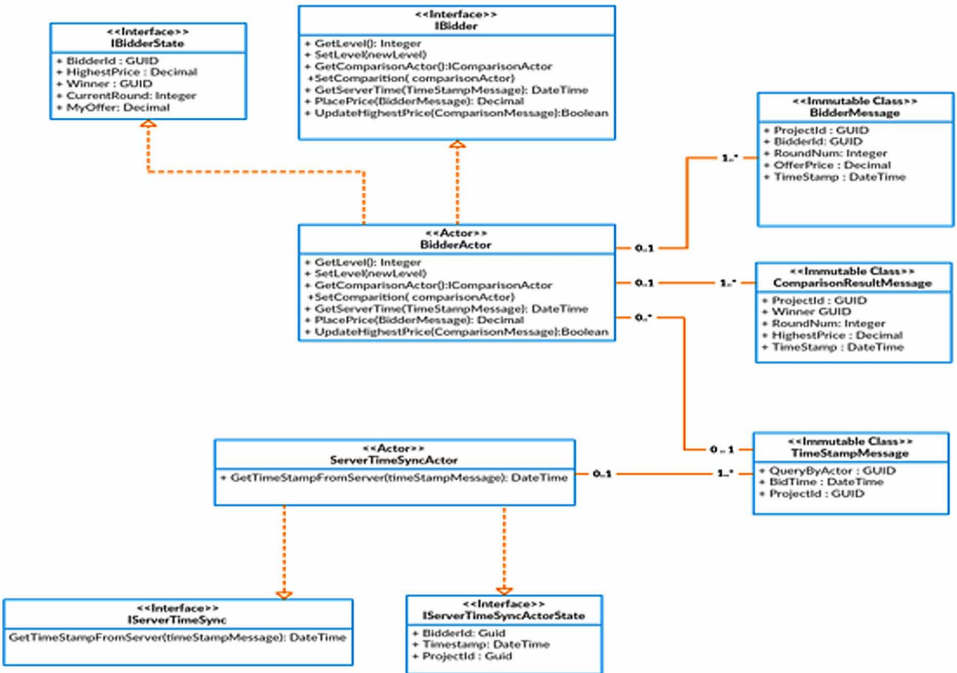 <<Interface>>
IBidderState
+ BidderId : GUID
+ HighestPrice : Decimal
+ Winner : GUID
+ CurrentRound: Integer
+ MyOffer: Decimal
<<Interface>>
IBidder
+ GetLevel(): Integer
+ SetLevel(newLevel)
+ GetComparisonActor():IComparisonActor
+SetComparition( comparisonActor)
+ GetServerTime(TimeStampMessage): DateTime
+ PlacePrice(BidderMessage): Decimal
+ UpdateHighestPrice(ComparisonMessage):Boolean
<<Immutable Class>>
BidderMessage
+ ProjectId : GUID
+ BidderId: GUID
+ RoundNum: Integer
+ OfferPrice : Decimal
+ TimeStamp : DateTime
1..*
<<Actor>>
BidderActor
+ GetLevel(): Integer
+ SetLevel(newLevel)
+ GetComparisonActor():IComparisonActor
+SetComparition( comparisonActor)
+ GetServerTime(TimeStampMessage): DateTime
+ PlacePrice(BidderMessage): Decimal
+ UpdateHighestPrice(ComparisonMessage):Boolean
0..1
0..1
1..*
0..*
<<Immutable Class>>
ComparisonResultMessage
+ ProjectId : GUID
+ Winner GUID
+ RoundNum: Integer
+ HighestPrice : Decimal
+ TimeStamp : DateTime
<<Actor>>
ServerTimeSyncActor
+ GetTimeStampFromServer(timeStampMessage): DateTime
0..1
0..1
1..*
<<Immutable Class>>
TimeStampMessage
+ QueryByActor : GUID
+ BidTime : DateTime
+ ProjectId : GUID
<<Interface>>
IServerTimeSync
GetTimeStampFromServer(timeStampMessage): DateTime
<<Interface>>
IServerTimeSyncActorState
+ BidderId: Guid
+ Timestamp: DateTime
+ ProjectId : Guid